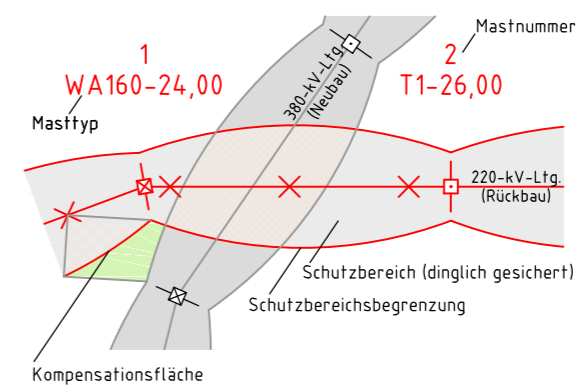 Mastnummer
1
2
WA160-24,00
T1-26,00
Masttyp
380-kV-Ltg.
(Neubau)
220-kV-Ltg.
(Rückbau)
Schutzbereich (dinglich gesichert)
Schutzbereichsbegrenzung
Kompensationsfläche